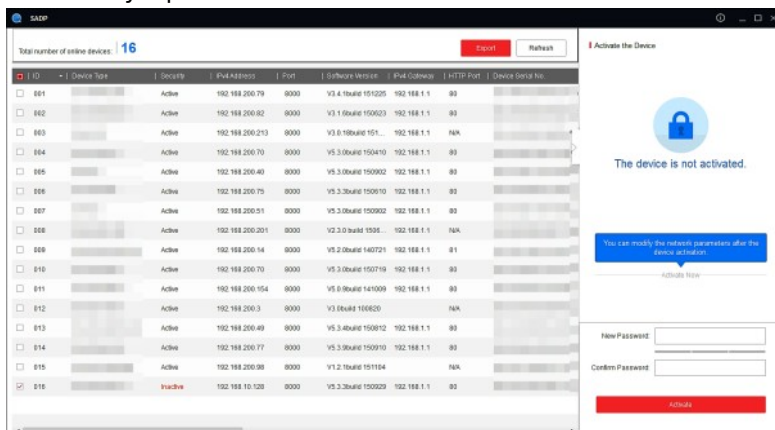 SADP
Total number of online devices: 16
Export
Refresh
ID | Device Type | Security | IPv4 Address | Port | Software Version | IPv4 Gateway | HTTP Port | Device Serial No.
001 Active 192.168.200.79 8000 V3.4.1build 151225 192.168.1.1 80
002 Active 192.168.200.82 8000 V3.1.6build 150623 192.168.1.1 80
003 Active 192.168.200.213 8000 V3.0.18build 151... 192.168.1.1 N/A
004 Active 192.168.200.70 8000 V5.3.0build 150410 192.168.1.1 80
005 Active 192.168.200.40 8000 V5.3.0build 150902 192.168.1.1 80
006 Active 192.168.200.75 8000 V5.3.3build 150610 192.168.1.1 80
007 Active 192.168.200.51 8000 V5.3.0build 150902 192.168.1.1 80
008 Active 192.168.200.201 8000 V2.3.0 build 1506... 192.168.1.1 N/A
009 Active 192.168.200.14 8000 V5.2.0build 140721 192.168.1.1 81
010 Active 192.168.200.70 8000 V5.3.0build 150719 192.168.1.1 80
011 Active 192.168.200.154 8000 V5.0.9build 141009 192.168.1.1 80
012 Active 192.168.200.3 8000 V3.0build 100820 N/A
013 Active 192.168.200.49 8000 V5.3.4build 150812 192.168.1.1 80
014 Active 192.168.200.77 8000 V5.3.9build 150910 192.168.1.1 80
015 Active 192.168.200.98 8000 V1.2.1build 151104 N/A
016 Inactive 192.168.10.128 8000 V5.3.3build 150929 192.168.1.1 80
Activate the Device
The device is not activated.
You can modify the network parameters after the
device activation.
Activate Now
New Password:
Confirm Password:
Activate